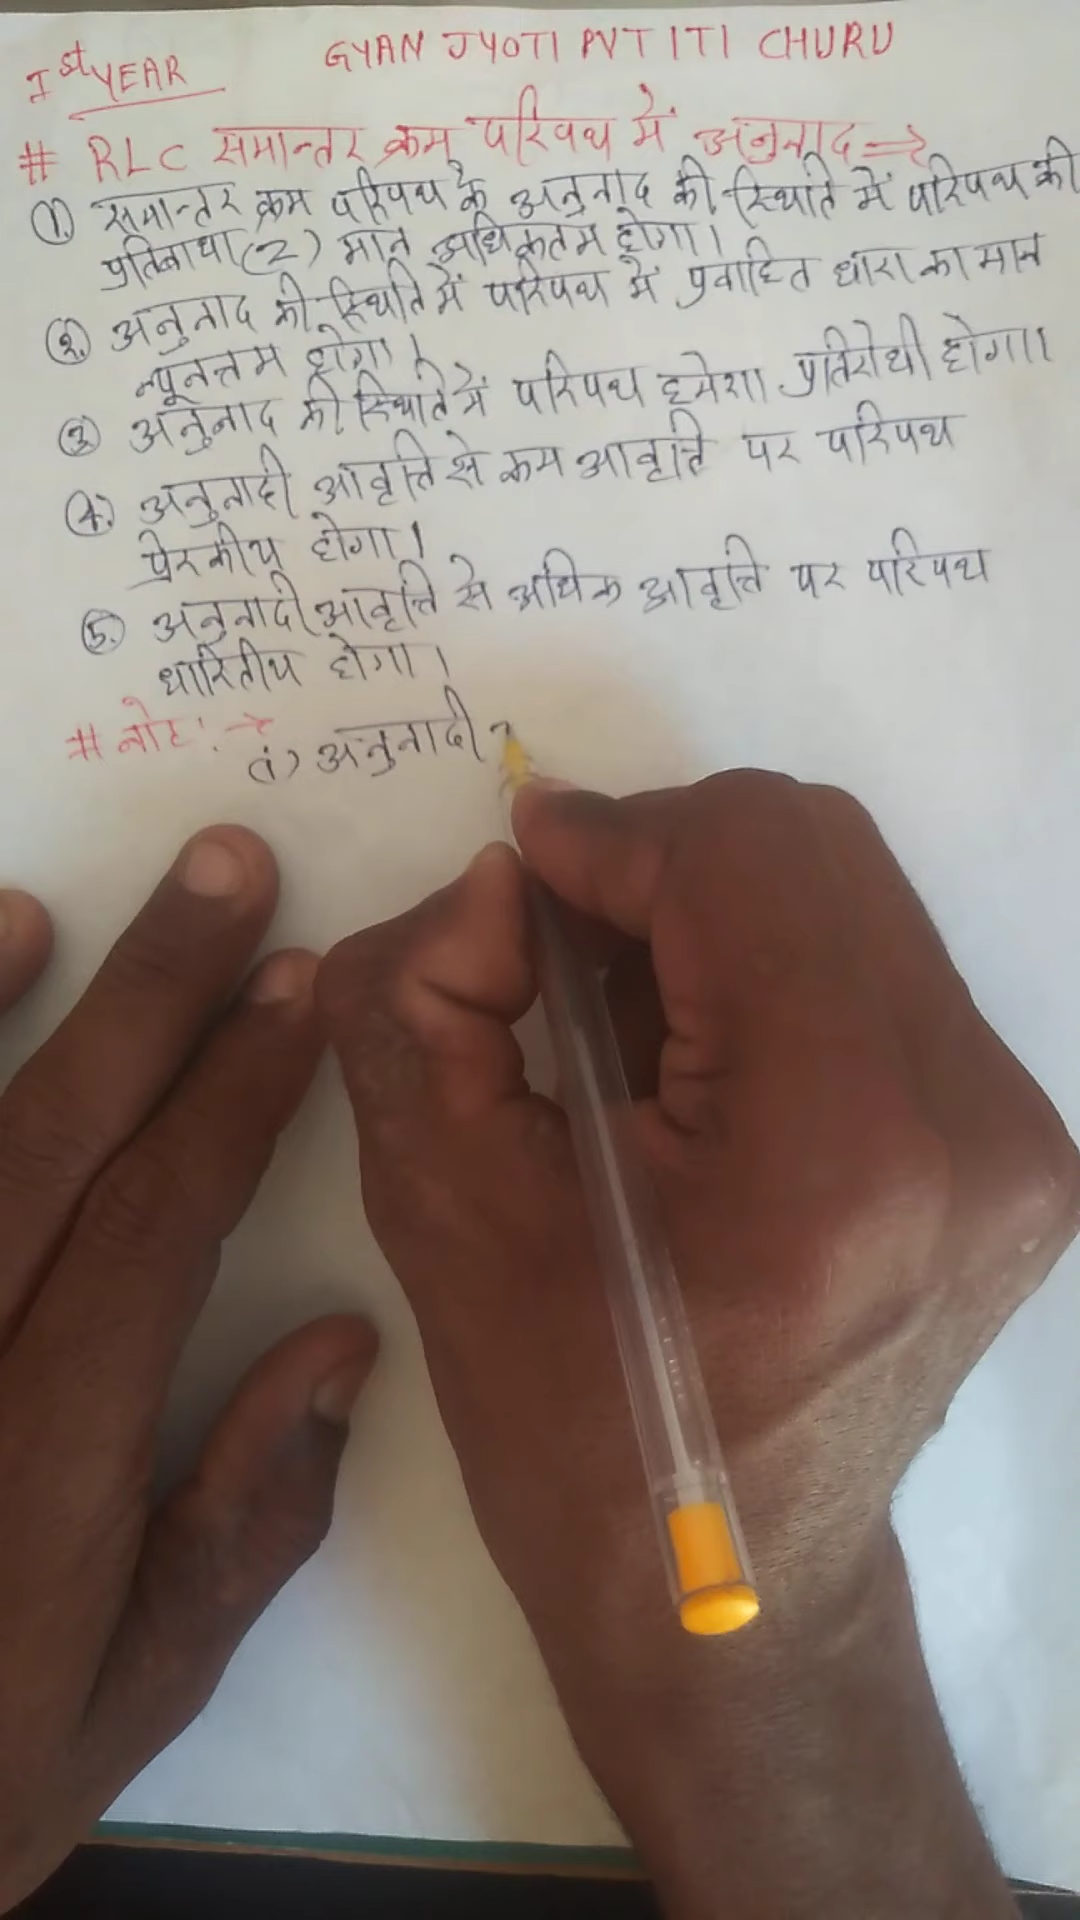 Ist YEAR GYAN JYOTI PVT ITI CHURU
# RLC समान्तर क्रम परिपथ में अनुनाद ⇒
①. समान्तर क्रम परिपथ के अनुनाद की स्थिति में परिपथ की
प्रतिबाधा (Z) मान अधिकतम होगा।
②. अनुनाद की स्थिति में परिपथ में प्रवाहित धारा का मान
न्यूनत्तम होगा।
③ अनुनाद की स्थिति में परिपथ हमेशा प्रतिरोधी होगा।
④. अनुनादी आवृत्ति से कम आवृत्ति पर परिपथ
प्रेरकीय होगा।
⑤. अनुनादी आवृत्ति से अधिक आवृत्ति पर परिपथ
धारितीय होगा।
# नोट :→
(i) अनुनादी